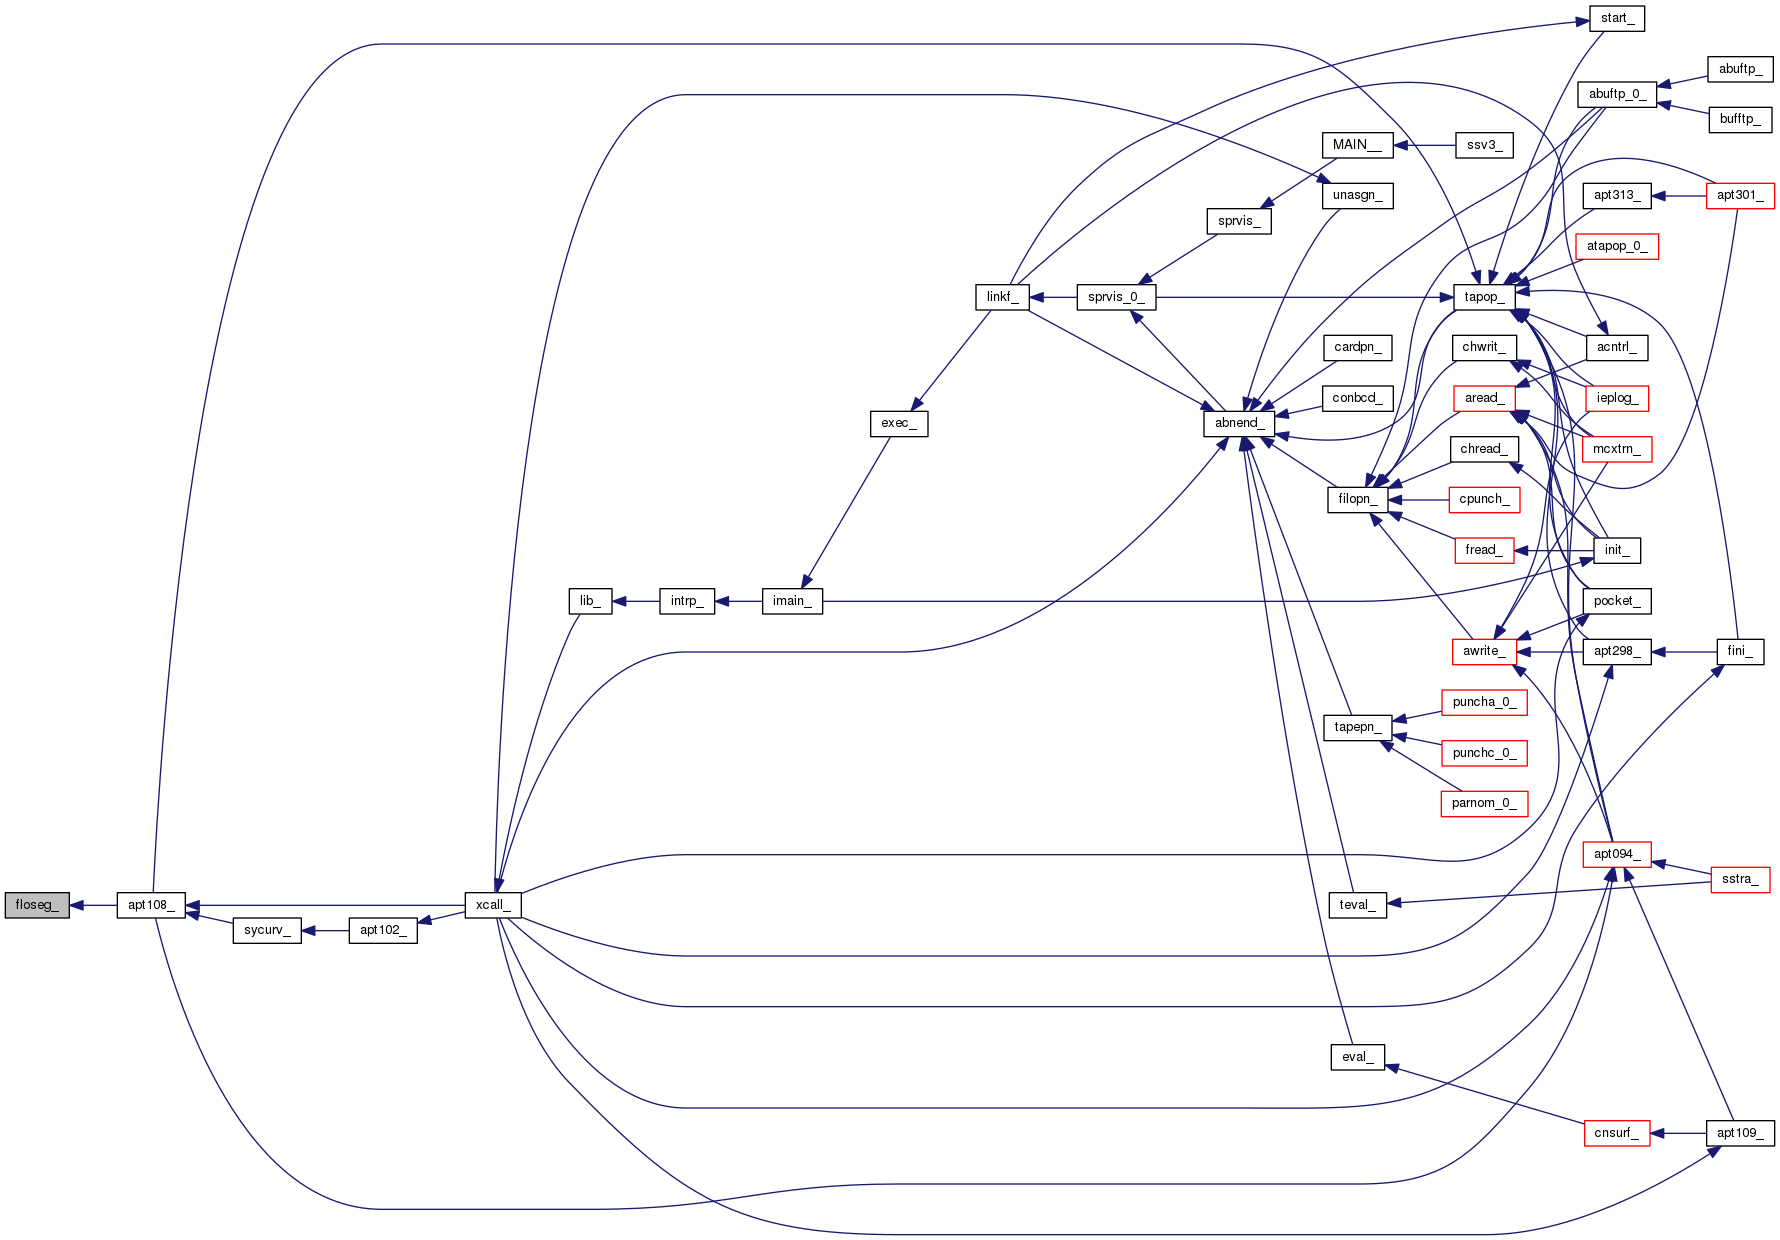 start_
abuftp_
abuftp_0_
bufftp_
MAIN__
ssv3_
unasgn_
apt313_
apt301_
sprvis_
atapop_0_
linkf_
sprvis_0_
tapop_
cardpn_
chwrit_
acntrl_
conbcd_
aread_
ieplog_
exec_
abnend_
chread_
mcxtrn_
filopn_
cpunch_
fread_
init_
lib_
intrp_
imain_
pocket_
awrite_
apt298_
fini_
puncha_0_
tapepn_
punchc_0_
parnom_0_
apt094_
sstra_
floseg_
apt108_
xcall_
teval_
sycurv_
apt102_
eval_
cnsurf_
apt109_